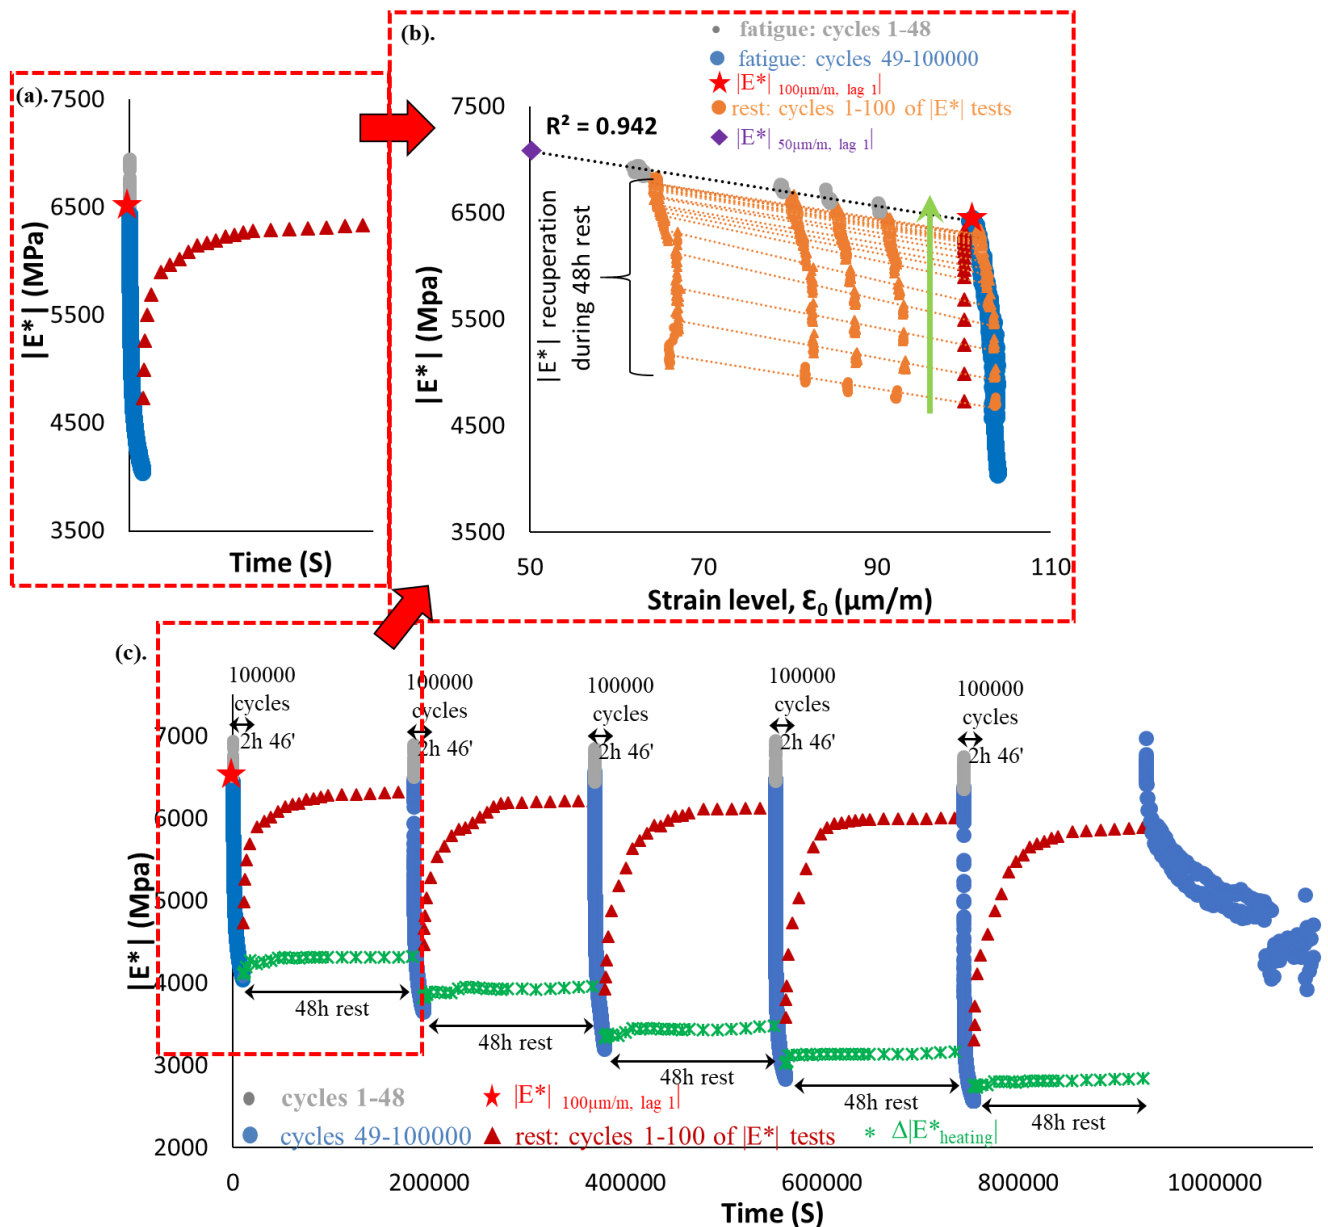 (a).
7500
6500
5500
4500
3500
|E*| (MPa)
Time (S)
(b).
fatigue: cycles 1-48
fatigue: cycles 49-100000
|E*| 100µm/m, lag 1|
rest: cycles 1-100 of |E*| tests
|E*| 50µm/m, lag 1|
R² = 0.942
7500
6500
5500
4500
3500
|E*| (Mpa)
|E*| recuperation
during 48h rest
50
70
90
110
Strain level, Ɛ0 (µm/m)
(c).
100000
cycles
2h 46'
100000
cycles
2h 46'
100000
cycles
2h 46'
100000
cycles
2h 46'
100000
cycles
2h 46'
7000
6000
5000
4000
3000
2000
|E*| (Mpa)
48h rest
48h rest
48h rest
48h rest
48h rest
cycles 1-48
|E*| 100µm/m, lag 1|
cycles 49-100000
rest: cycles 1-100 of |E*| tests
* Δ|E*heating|
0
200000
400000
600000
800000
1000000
Time (S)